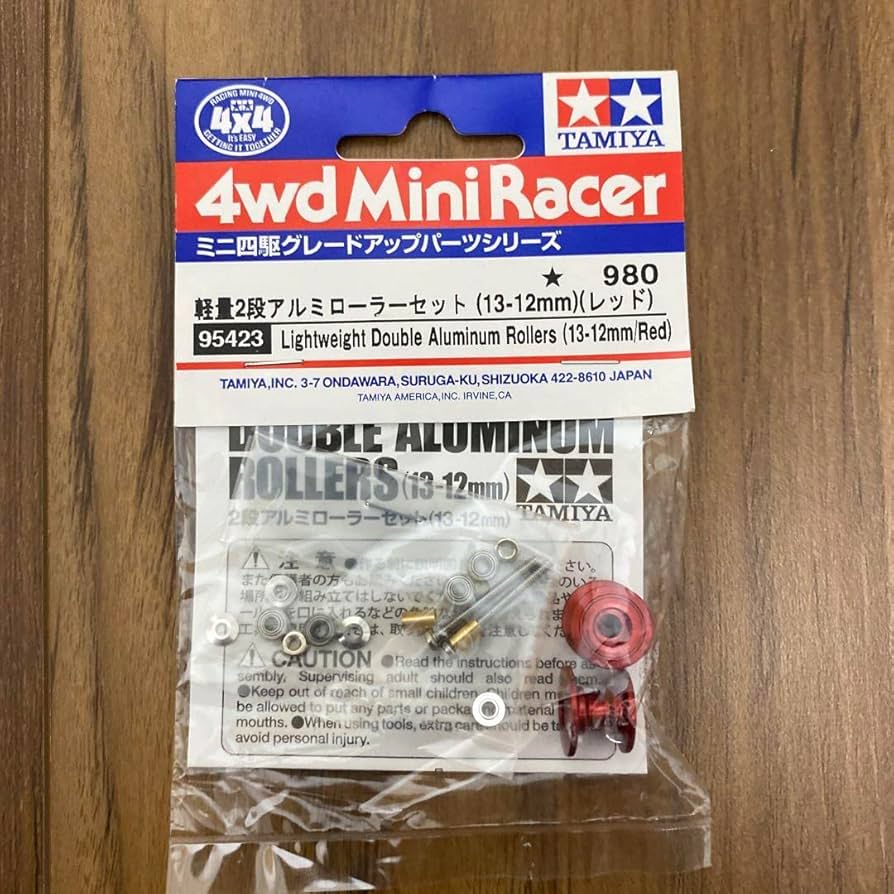 RACING MINI 4WD
4x4
It's EASY
GETTING IT TOGETHER
TAMIYA
4wd Mini Racer
ミニ四駆グレードアップパーツシリーズ
★ 980
軽量2段アルミローラーセット (13-12mm)(レッド)
95423 Lightweight Double Aluminum Rollers (13-12mm/Red)
TAMIYA,INC. 3-7 ONDAWARA,SURUGA-KU,SHIZUOKA 422-8610 JAPAN
TAMIYA AMERICA,INC. IRVINE,CA
DOUBLE ALUMINUM
ROLLERS (13-12mm)
TAMIYA
2段アルミローラーセット(13-12mm)
注意
CAUTION ●Read the instructions before
sembly. Supervising adult should also read
●Keep out of reach of small children. Children
be allowed to put any parts or
mouths. ●When using tools, extra care should be
avoid personal injury.